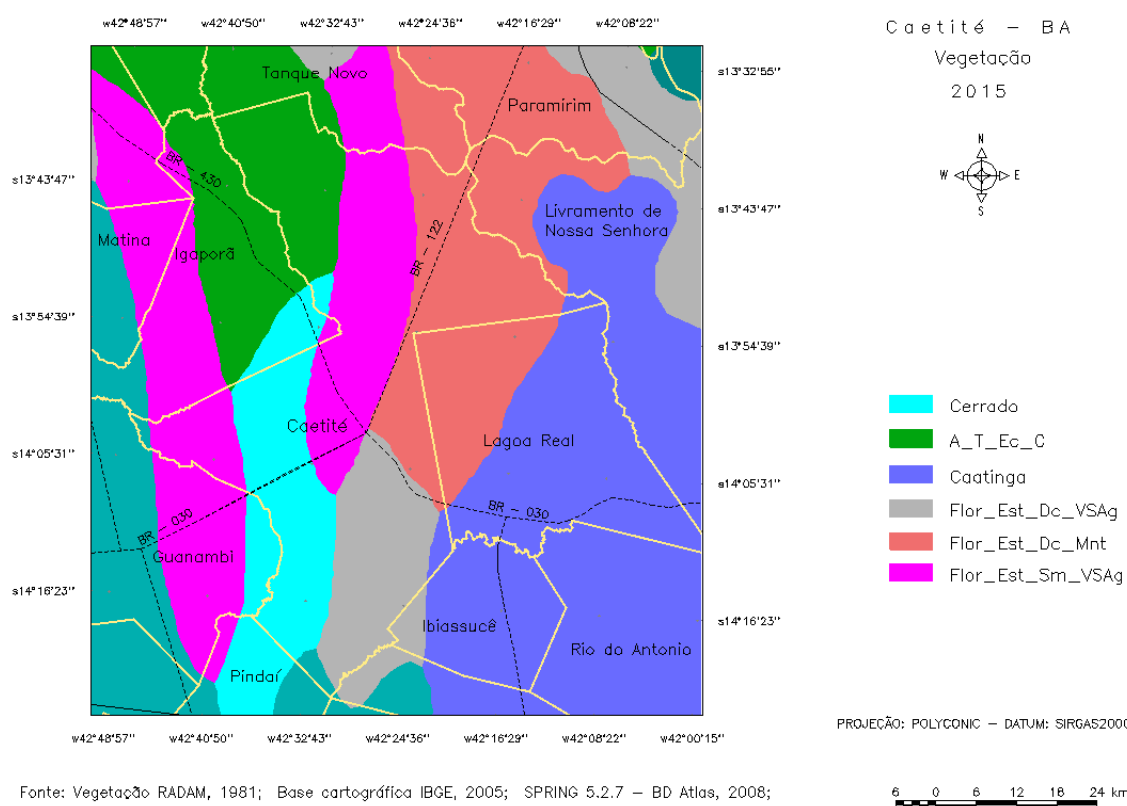 w42°48'57'' w42°40'50'' w42°32'43'' w42°24'36'' w42°16'29'' w42°08'22''
Caetité – BA
Vegetação
2015
N
W E
S
s13°32'55''
s13°43'47''
s13°43'47''
s13°54'39''
s13°54'39''
s14°05'31''
s14°05'31''
s14°16'23''
s14°16'23''
Tanque Novo
Paramirim
BR – 430
Livramento de
Nossa Senhora
Matina
Igaporã
BR – 122
Caetité
Lagoa Real
BR – 030
BR – 030
Guanambi
Ibiassucê
Rio do Antonio
Pindaí
Cerrado
A_T_Ec_C
Caatinga
Flor_Est_Dc_VSAg
Flor_Est_Dc_Mnt
Flor_Est_Sm_VSAg
w42°48'57'' w42°40'50'' w42°32'43'' w42°24'36'' w42°16'29'' w42°08'22'' w42°00'15''
PROJEÇÃO: POLYCONIC – DATUM: SIRGAS2000
Fonte: Vegetação RADAM, 1981; Base cartográfica IBGE, 2005; SPRING 5.2.7 – BD Atlas, 2008;
6 0 6 12 18 24 km